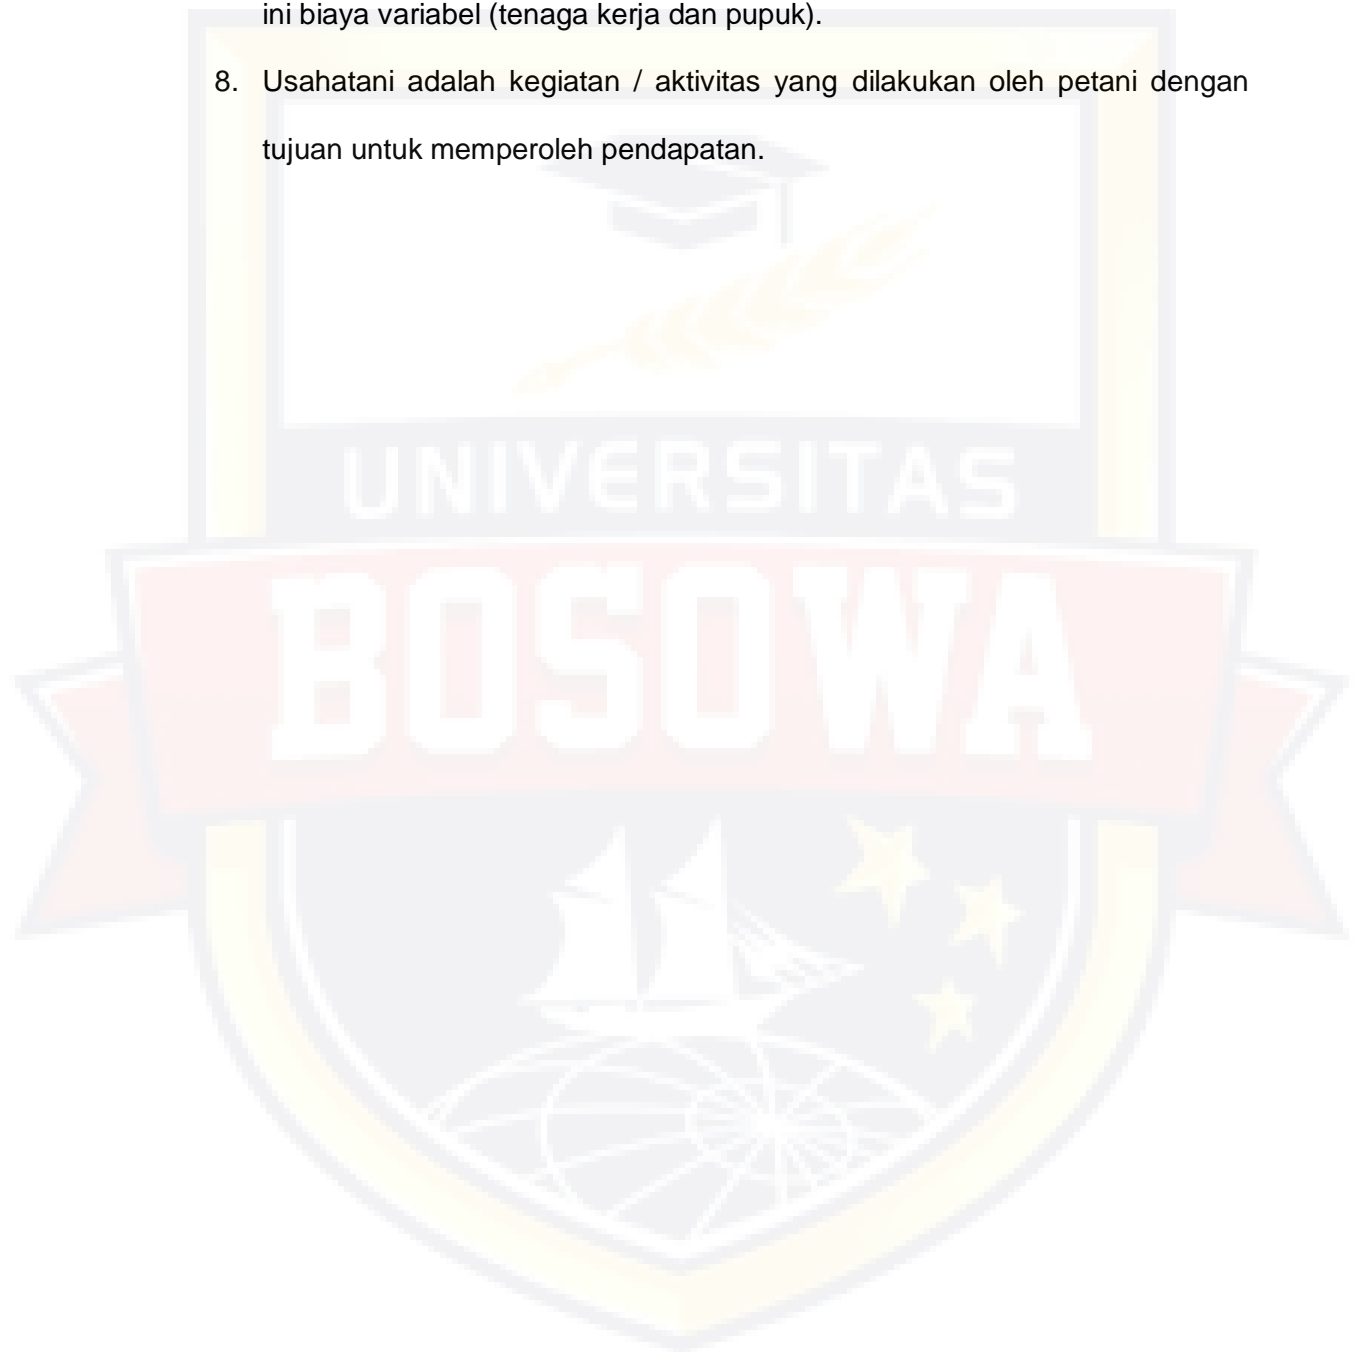 ini biaya variabel (tenaga kerja dan pupuk).
8. Usahatani adalah kegiatan / aktivitas yang dilakukan oleh petani dengan
tujuan untuk memperoleh pendapatan.
UNIVERSITAS
BOSOWA